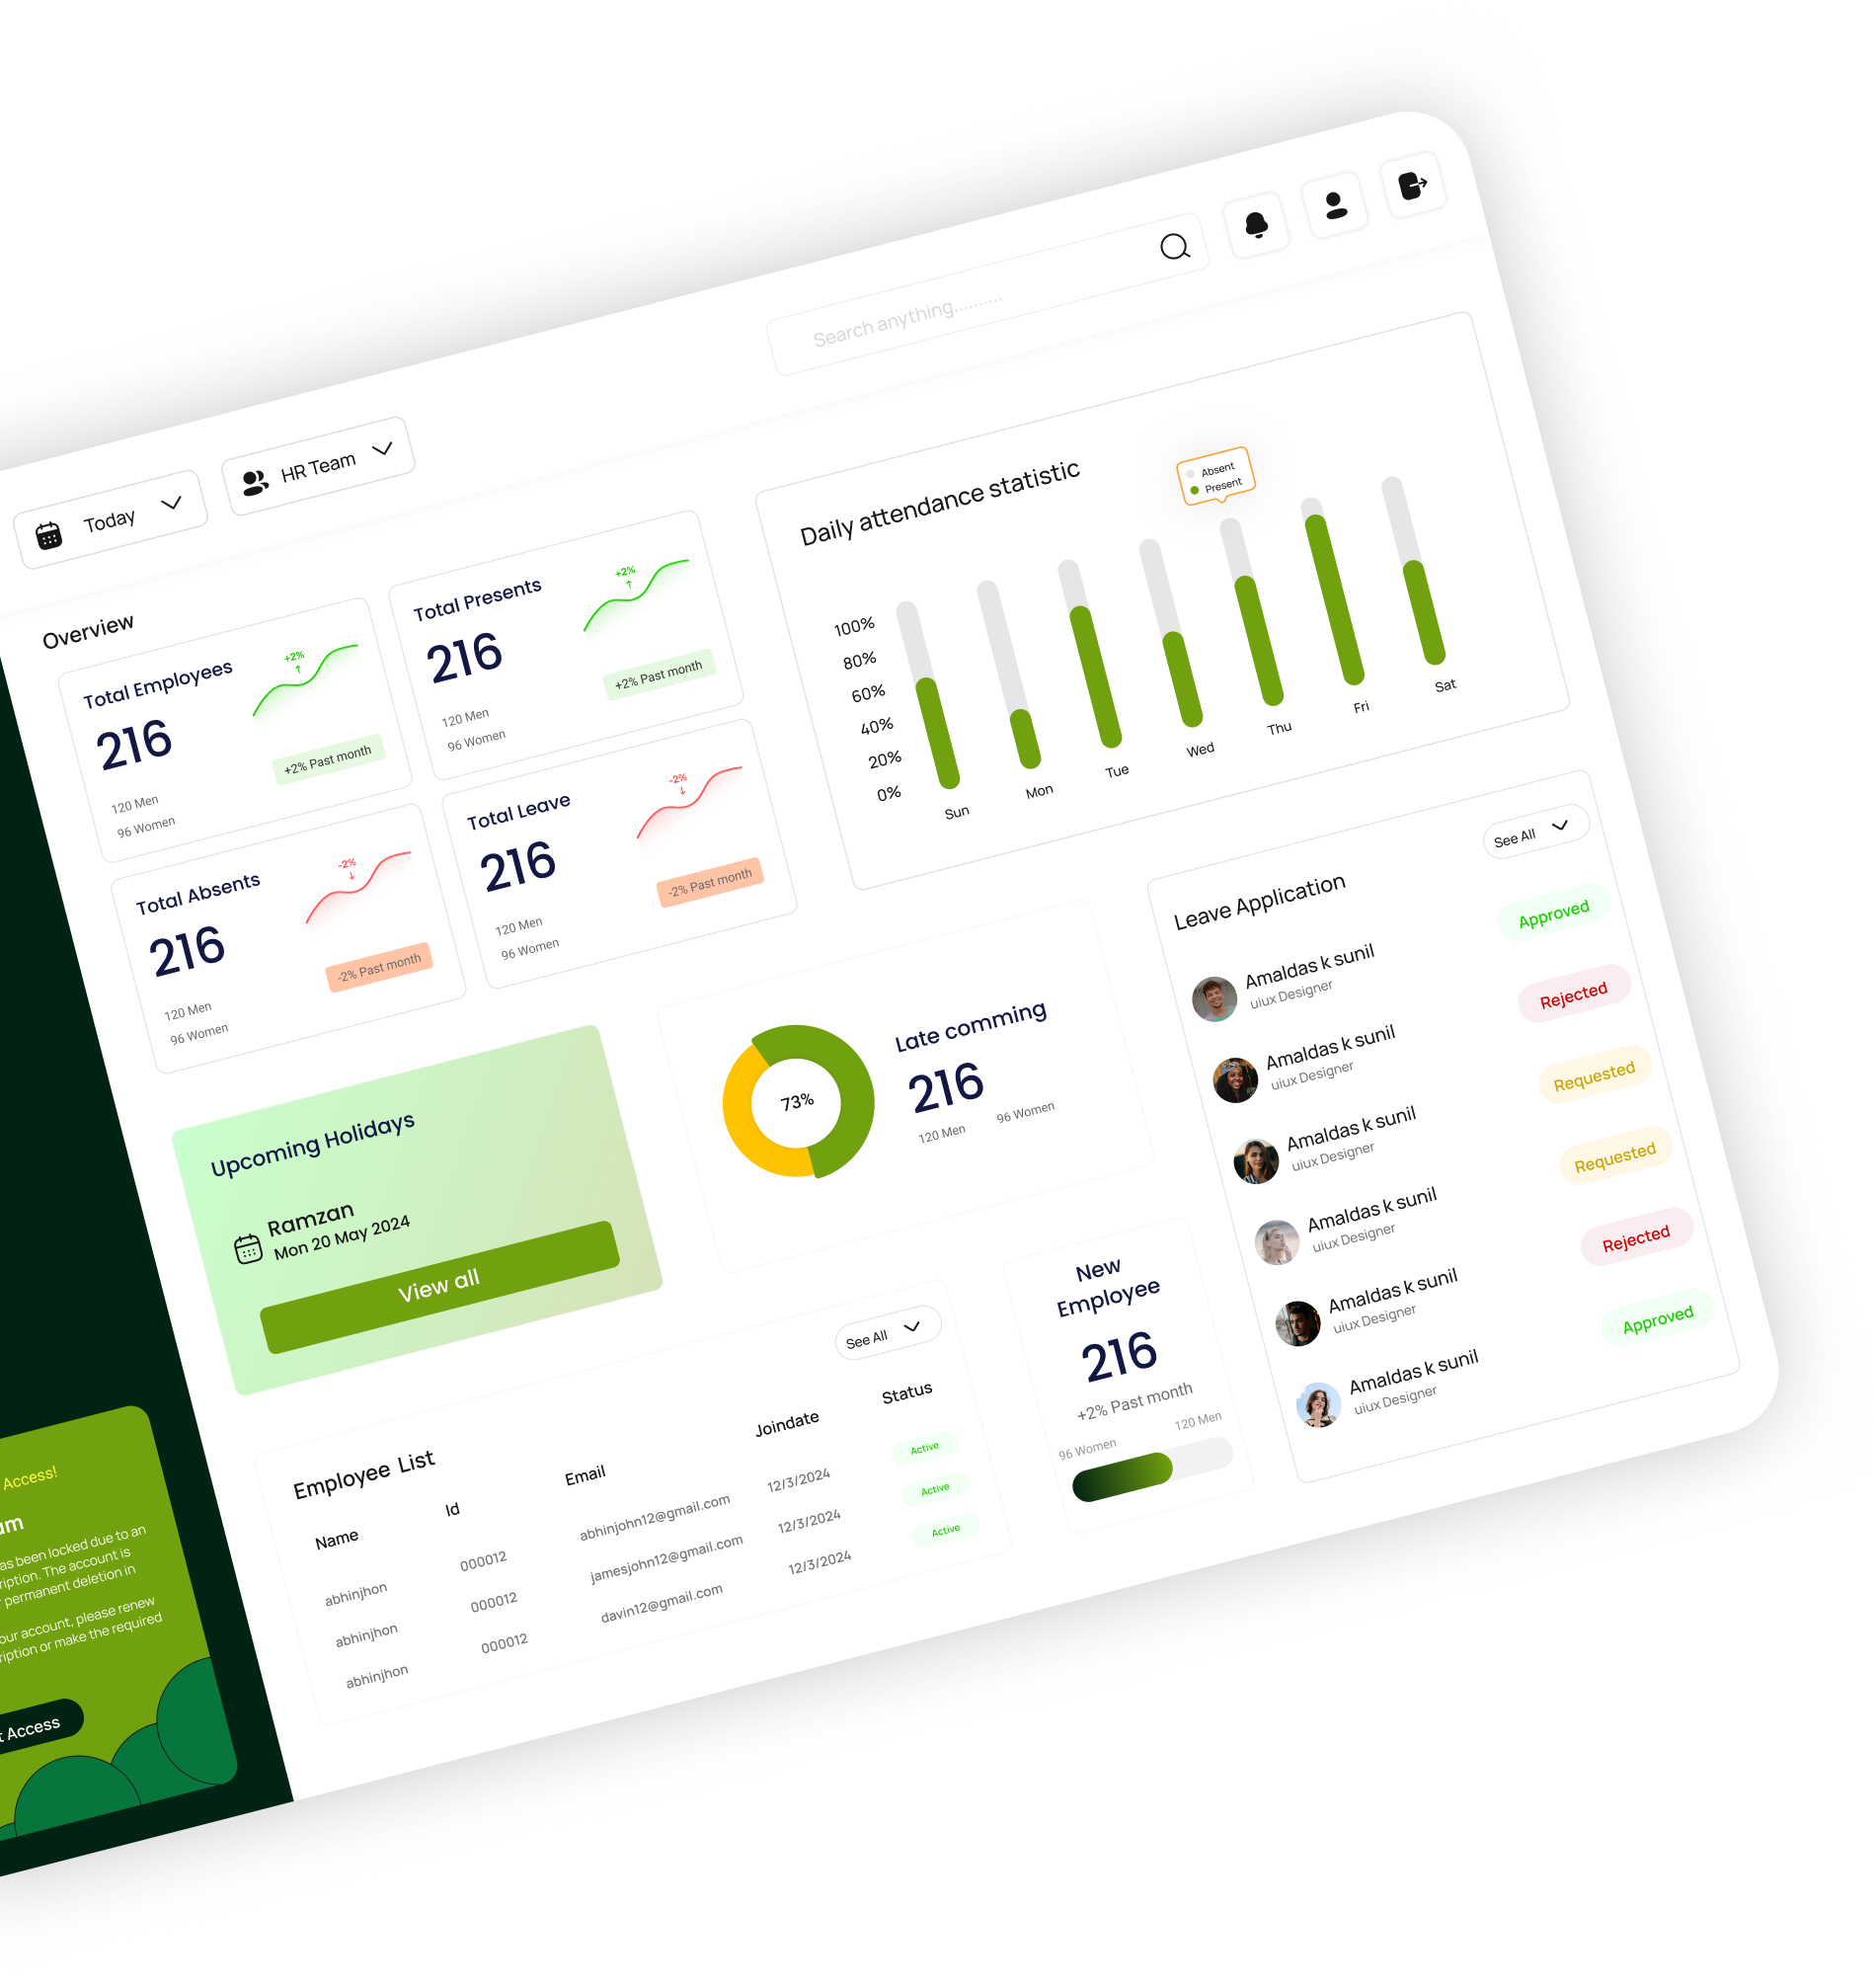 Search anything..........
Today
HR Team
Overview
Total Employees
216
120 Men
96 Women
+2%
+2% Past month
Total Presents
216
120 Men
96 Women
+2%
+2% Past month
Total Absents
216
120 Men
96 Women
-2%
-2% Past month
Total Leave
216
120 Men
96 Women
-2%
-2% Past month
Daily attendance statistic
Absent
Present
100%
80%
60%
40%
20%
0%
Sun
Mon
Tue
Wed
Thu
Fri
Sat
Upcoming Holidays
Ramzan
Mon 20 May 2024
View all
73%
Late comming
216
120 Men
96 Women
Leave Application
See All
Amaldas k sunil
uiux Designer
Approved
Amaldas k sunil
uiux Designer
Rejected
Amaldas k sunil
uiux Designer
Requested
Amaldas k sunil
uiux Designer
Requested
Amaldas k sunil
uiux Designer
Rejected
Amaldas k sunil
uiux Designer
Approved
New
Employee
216
+2% Past month
96 Women
120 Men
Employee List
See All
Name Id Email Joindate Status
abhinjhon 000012 abhinjohn12@gmail.com 12/3/2024 Active
abhinjhon 000012 jamesjohn12@gmail.com 12/3/2024 Active
abhinjhon 000012 davin12@gmail.com 12/3/2024 Active
Access!
as been locked due to an
ription. The account is
permanent deletion in
our account, please renew
ription or make the required
t Access